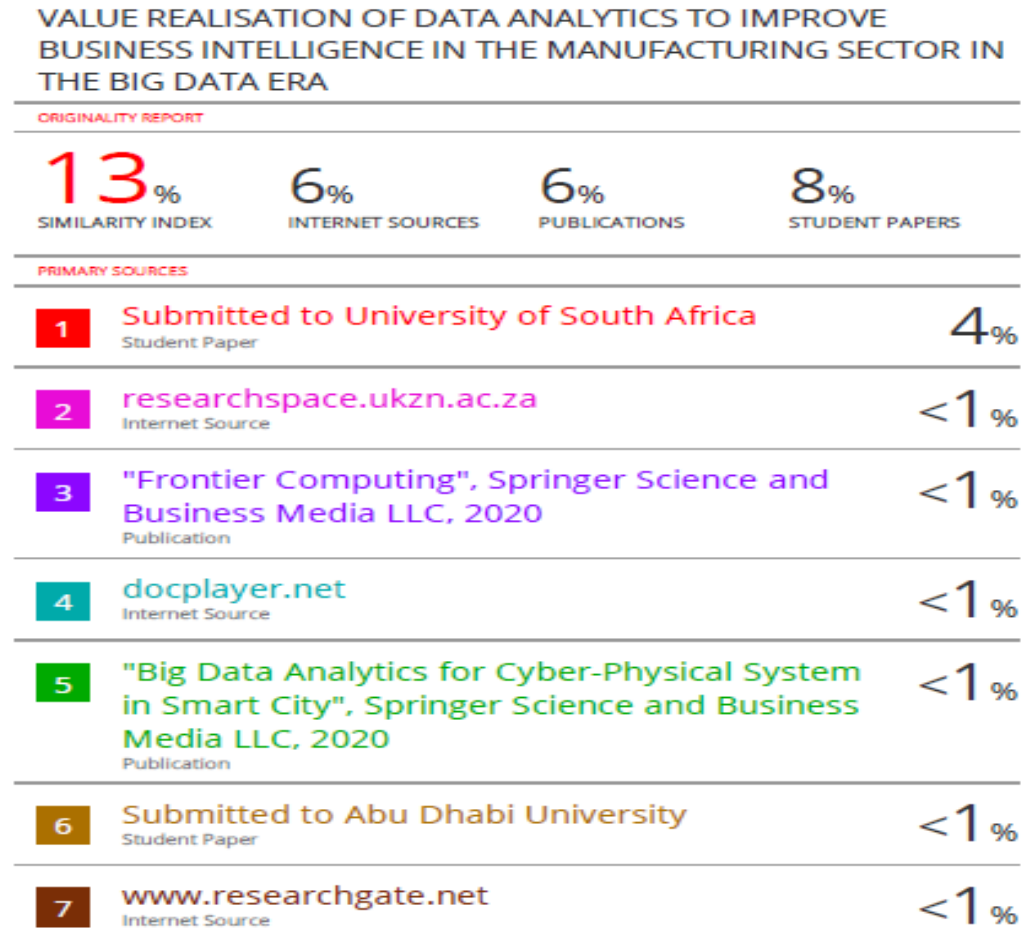 VALUE REALISATION OF DATA ANALYTICS TO IMPROVE
BUSINESS INTELLIGENCE IN THE MANUFACTURING SECTOR IN
THE BIG DATA ERA
ORIGINALITY REPORT
13% 6% 6% 8%
SIMILARITY INDEX INTERNET SOURCES PUBLICATIONS STUDENT PAPERS
PRIMARY SOURCES
1 Submitted to University of South Africa 4%
Student Paper
2 researchspace.ukzn.ac.za <1%
Internet Source
3 "Frontier Computing", Springer Science and <1%
Business Media LLC, 2020
Publication
4 docplayer.net <1%
Internet Source
5 "Big Data Analytics for Cyber-Physical System <1%
in Smart City", Springer Science and Business
Media LLC, 2020
Publication
6 Submitted to Abu Dhabi University <1%
Student Paper
7 www.researchgate.net <1%
Internet Source